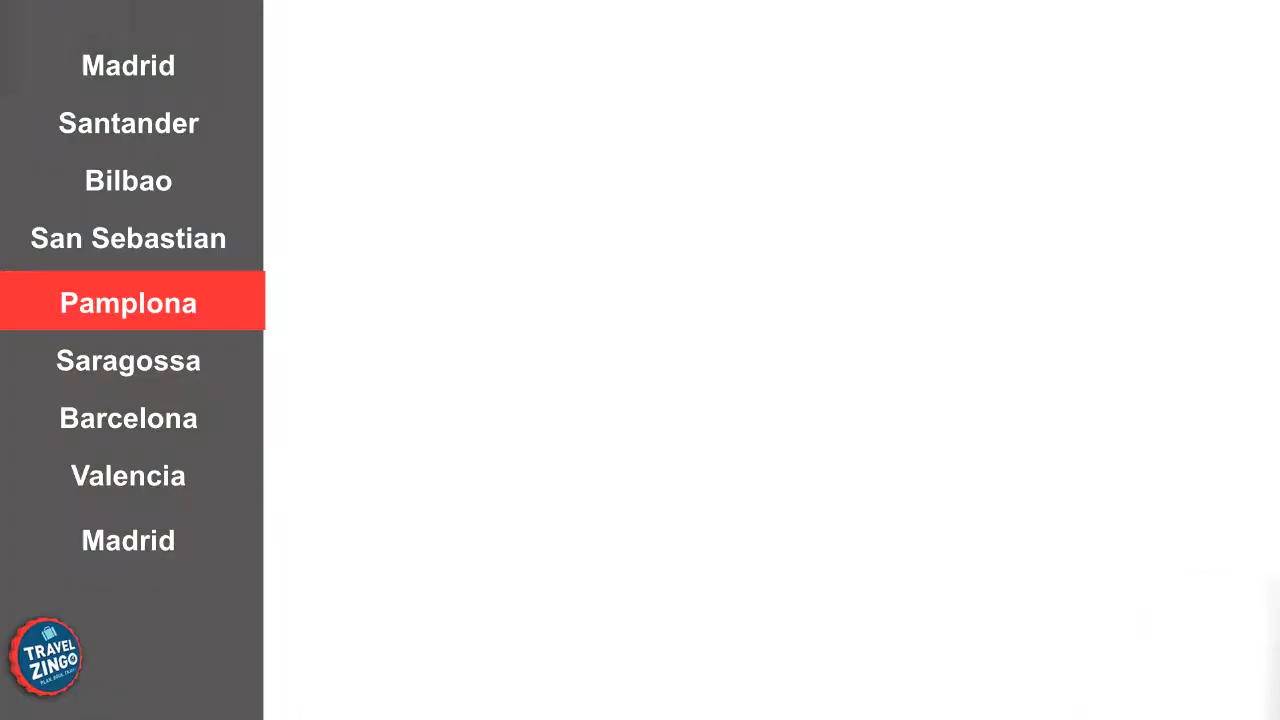 Madrid
Santander
Bilbao
San Sebastian
Pamplona
Saragossa
Barcelona
Valencia
Madrid
TRAVEL
ZINGO